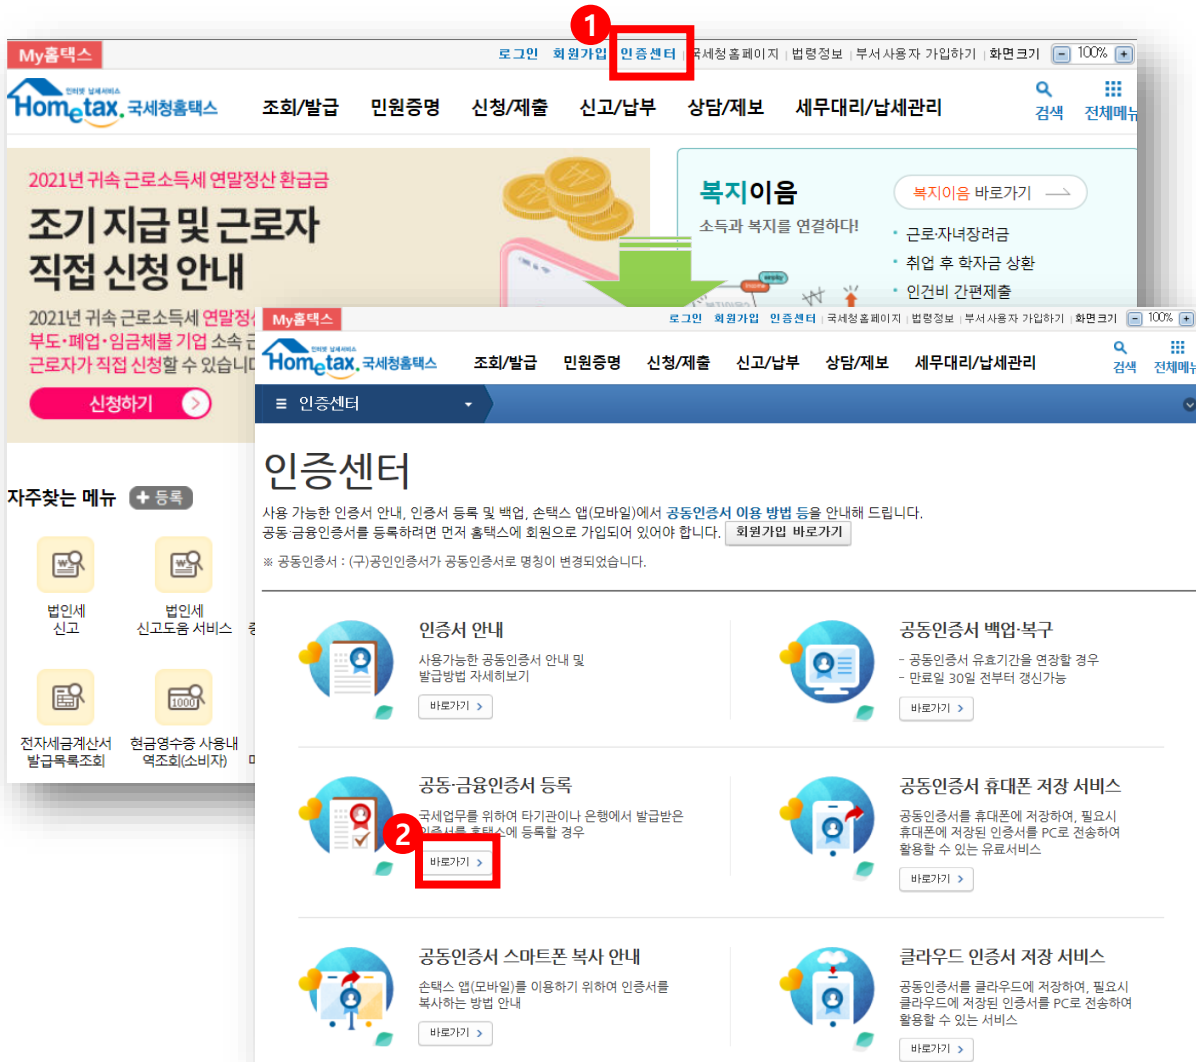 1
My홈택스
로그인 회원가입 인증센터 국세청홈페이지 법령정보 부서사용자 가입하기 화면크기 100%
인터넷 납세서비스
Hometax. 국세청홈택스
조회/발급 민원증명 신청/제출 신고/납부 상담/제보 세무대리/납세관리
검색 전체메뉴
2021년 귀속 근로소득세 연말정산 환급금
조기 지급 및 근로자
직접 신청 안내
2021년 귀속 근로소득세 연말정
부도·폐업·임금체불 기업 소속
근로자가 직접 신청할 수 있습니
신청하기
복지이음
소득과 복지를 연결하다!
복지이음 바로가기
근로·자녀장려금
취업 후 학자금 상환
인건비 간편제출
자주찾는 메뉴 + 등록
법인세
신고
법인세
신고도움 서비스
전자세금계산서
발급목록조회
현금영수증 사용내
역조회(소비자)
My홈택스
로그인 회원가입 인증센터 국세청홈페이지 법령정보 부서사용자 가입하기 화면크기 100%
인터넷 납세서비스
Hometax. 국세청홈택스
조회/발급 민원증명 신청/제출 신고/납부 상담/제보 세무대리/납세관리
검색 전체메뉴
인증센터
인증센터
사용 가능한 인증서 안내, 인증서 등록 및 백업, 손택스 앱(모바일)에서 공동인증서 이용 방법 등을 안내해 드립니다.
공동·금융인증서를 등록하려면 먼저 홈택스에 회원으로 가입되어 있어야 합니다. 회원가입 바로가기
※ 공동인증서 : (구)공인인증서가 공동인증서로 명칭이 변경되었습니다.
인증서 안내
사용가능한 공동인증서 안내 및
발급방법 자세히보기
바로가기 >
공동인증서 백업·복구
- 공동인증서 유효기간을 연장할 경우
- 만료일 30일 전부터 갱신가능
바로가기 >
공동·금융인증서 등록
국세업무를 위하여 타기관이나 은행에서 발급받은
인증서를 홈택스에 등록할 경우
2
바로가기 >
공동인증서 휴대폰 저장 서비스
공동인증서를 휴대폰에 저장하여, 필요시
휴대폰에 저장된 인증서를 PC로 전송하여
활용할 수 있는 유료서비스
바로가기 >
공동인증서 스마트폰 복사 안내
손택스 앱(모바일)를 이용하기 위하여 인증서를
복사하는 방법 안내
바로가기 >
클라우드 인증서 저장 서비스
공동인증서를 클라우드에 저장하여, 필요시
클라우드에 저장된 인증서를 PC로 전송하여
활용할 수 있는 서비스
바로가기 >